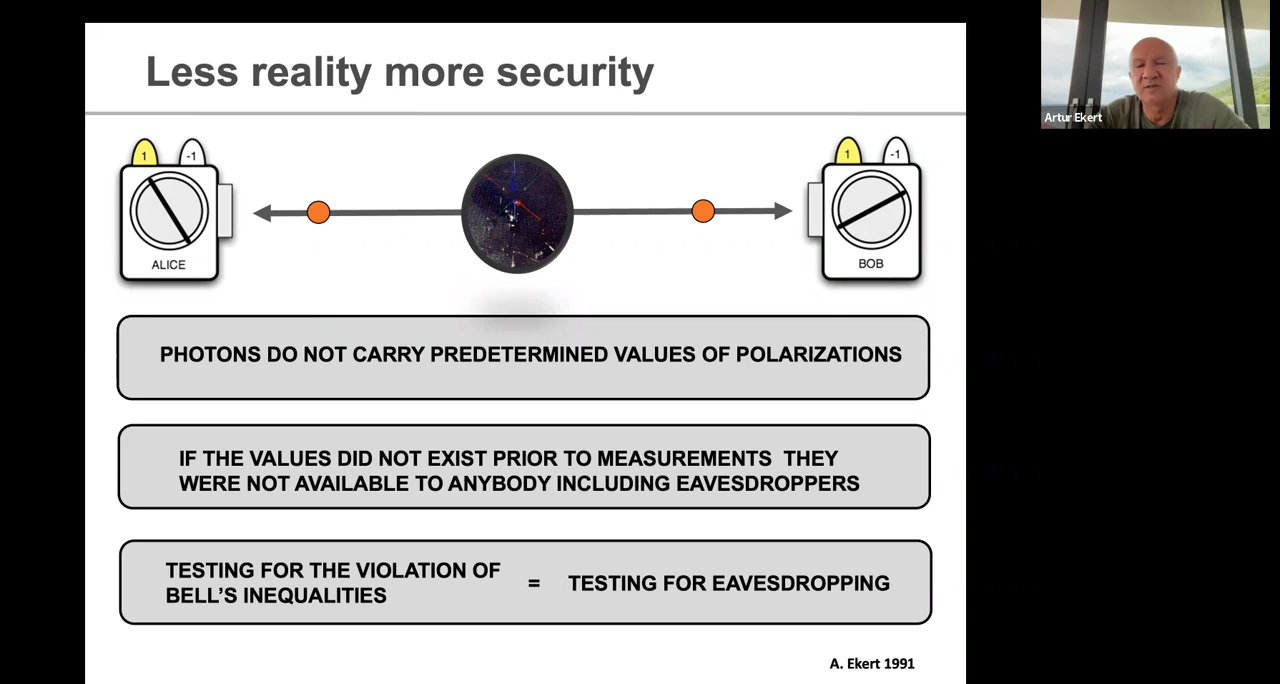 Less reality more security
Artur Ekert
1 -1
1 -1
ALICE
BOB
PHOTONS DO NOT CARRY PREDETERMINED VALUES OF POLARIZATIONS
IF THE VALUES DID NOT EXIST PRIOR TO MEASUREMENTS THEY
WERE NOT AVAILABLE TO ANYBODY INCLUDING EAVESDROPPERS
TESTING FOR THE VIOLATION OF
BELL'S INEQUALITIES
= TESTING FOR EAVESDROPPING
A. Ekert 1991